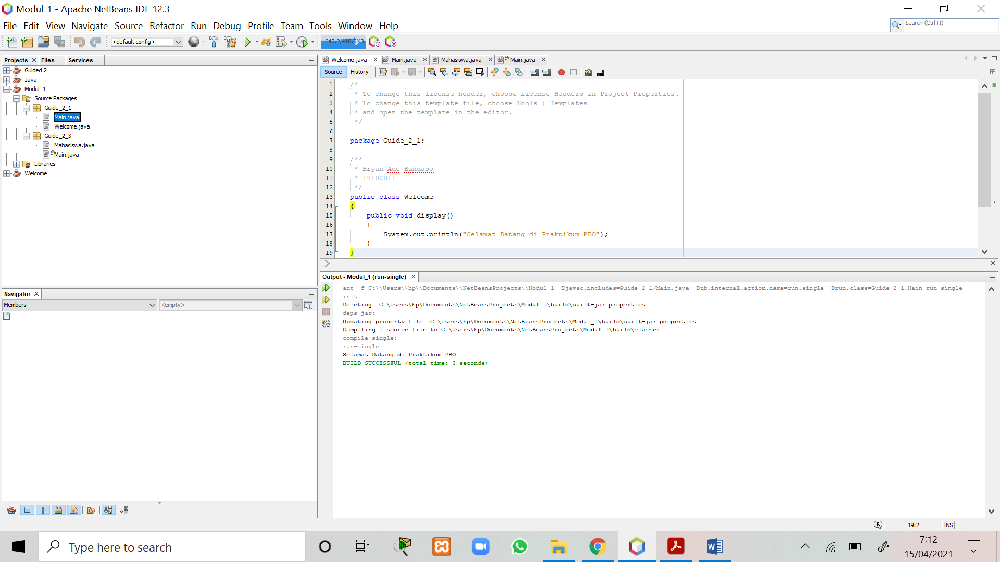 Modul_1 - Apache NetBeans IDE 12.3
File Edit View Navigate Source Refactor Run Debug Profile Team Tools Window Help
Search (Ctrl+I)
<default config>
245.2/418.5MB
Projects Files Services
Guided 2
Java
Modul_1
Source Packages
Guide_2_1
Main.java
Welcome.java
Guide_2_3
Mahasiswa.java
Main.java
Libraries
Welcome
Welcome.java Main.java Mahasiswa.java Main.java
Source History
1 /*
2 * To change this license header, choose License Headers in Project Properties.
3 * To change this template file, choose Tools | Templates
4 * and open the template in the editor.
5 */
6
7 package Guide_2_1;
8
9 /**
10 * Bryan Ade Bandaso
11 * 19102011
12 */
13 public class Welcome
14 {
15 public void display()
16 {
17 System.out.println("Selamat Datang di Praktikum PBO");
18 }
19 }
Navigator
Members
<empty>
Output - Modul_1 (run-single)
ant -f C:\\Users\\hp\\Documents\\NetBeansProjects\\Modul_1 -Djavac.includes=Guide_2_1/Main.java -Dnb.internal.action.name=run.single -Drun.class=Guide_2_1.Main run-single
init:
Deleting: C:\Users\hp\Documents\NetBeansProjects\Modul_1\build\built-jar.properties
deps-jar:
Updating property file: C:\Users\hp\Documents\NetBeansProjects\Modul_1\build\built-jar.properties
Compiling 1 source file to C:\Users\hp\Documents\NetBeansProjects\Modul_1\build\classes
compile-single:
run-single:
Selamat Datang di Praktikum PBO
BUILD SUCCESSFUL (total time: 3 seconds)
6 19:2 INS
Type here to search
7:12
15/04/2021